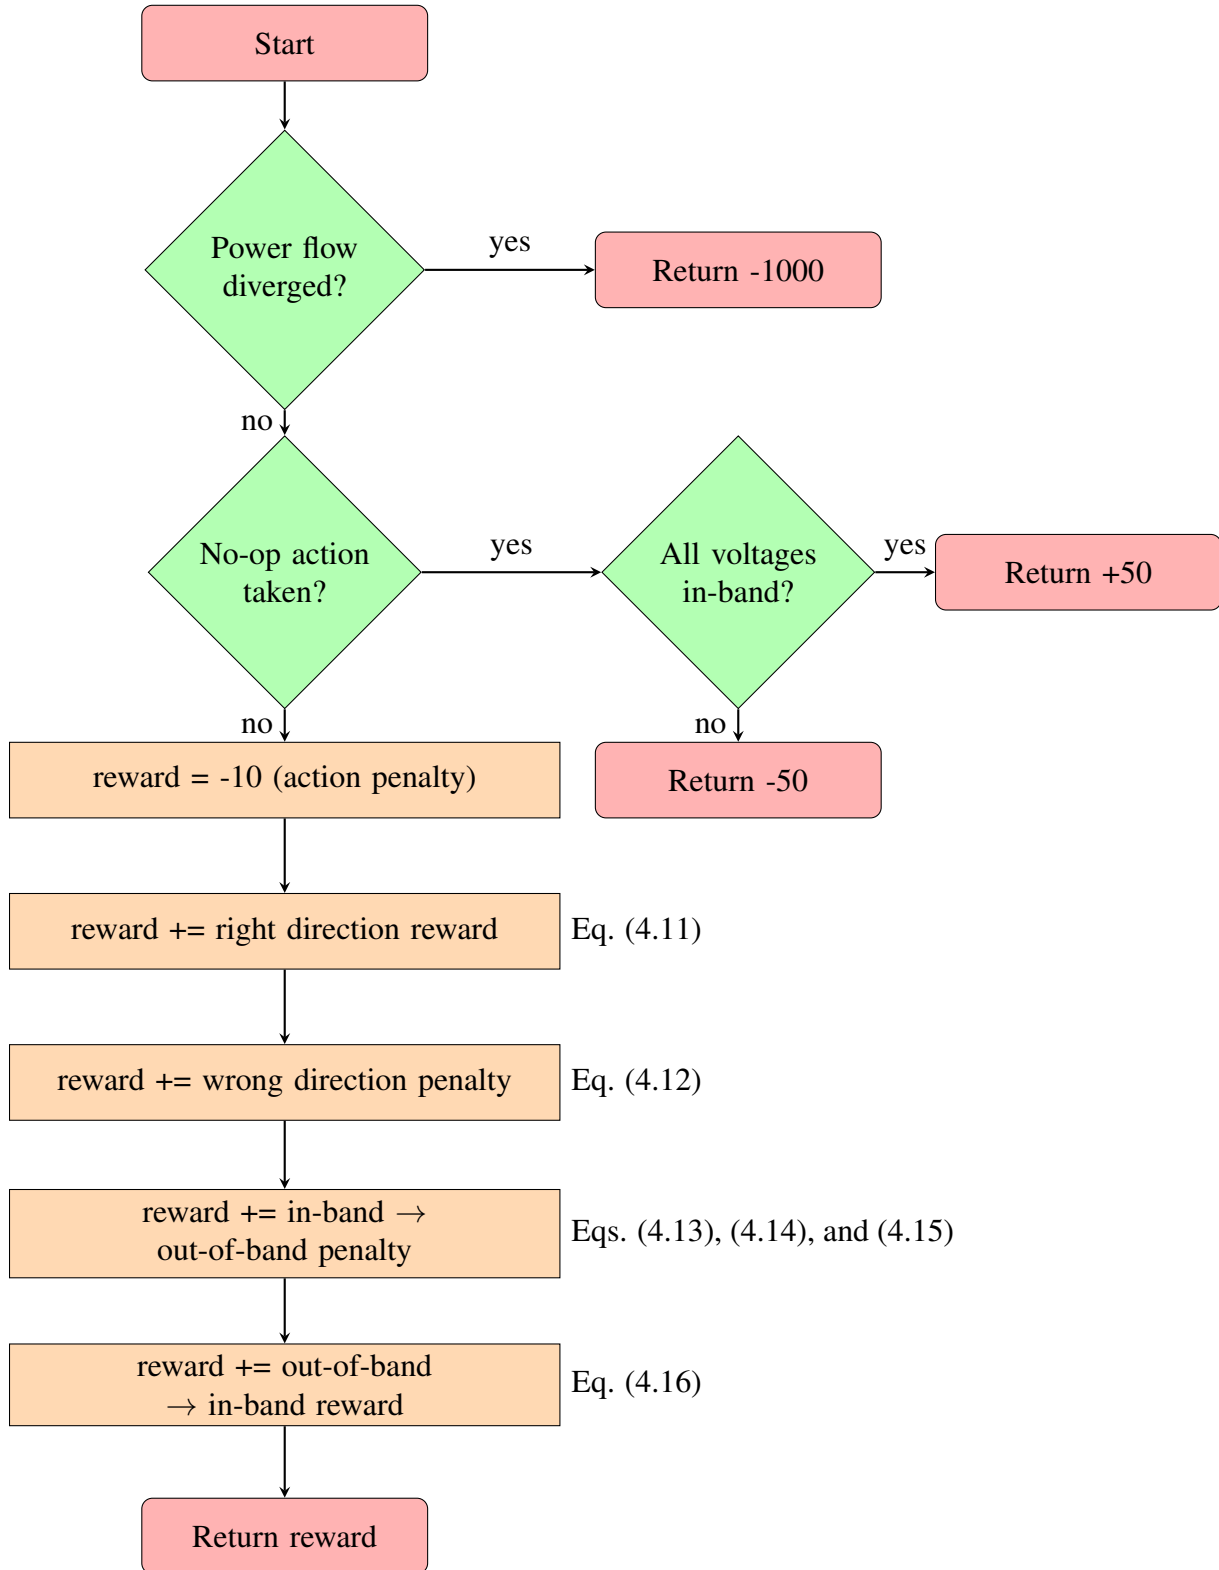 Start
Power flow
diverged?
yes
Return -1000
no
No-op action
taken?
yes
All voltages
in-band?
yes
Return +50
no
no
reward = -10 (action penalty)
Return -50
reward += right direction reward
Eq. (4.11)
reward += wrong direction penalty
Eq. (4.12)
reward += in-band →
out-of-band penalty
Eqs. (4.13), (4.14), and (4.15)
reward += out-of-band
→ in-band reward
Eq. (4.16)
Return reward